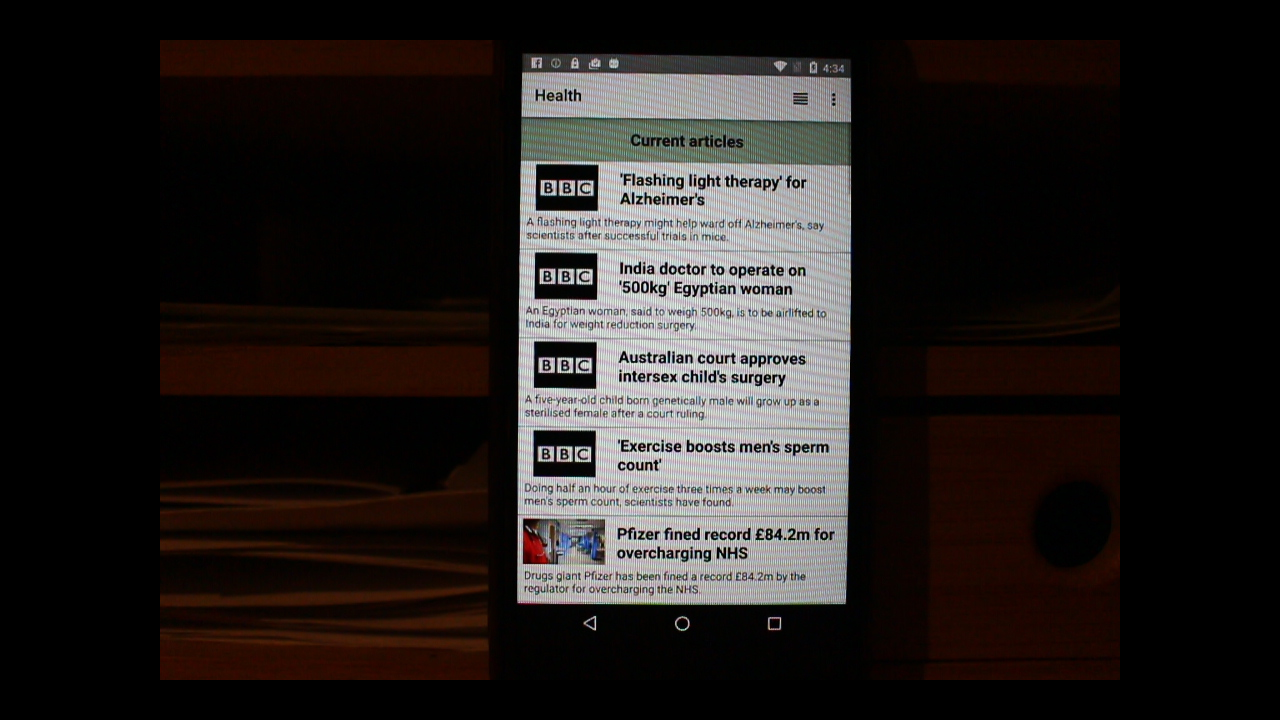 4:34
Health
Current articles
BBC
'Flashing light therapy' for
Alzheimer's
A flashing light therapy might help ward off Alzheimer's, say
scientists after successful trials in mice.
BBC
India doctor to operate on
'500kg' Egyptian woman
An Egyptian woman, said to weigh 500kg, is to be airlifted to
India for weight reduction surgery.
BBC
Australian court approves
intersex child's surgery
A five-year-old child born genetically male will grow up as a
sterilised female after a court ruling.
BBC
'Exercise boosts men's sperm
count'
Doing half an hour of exercise three times a week may boost
men's sperm count, scientists have found.
Pfizer fined record £84.2m for
overcharging NHS
Drugs giant Pfizer has been fined a record £84.2m by the
regulator for overcharging the NHS.